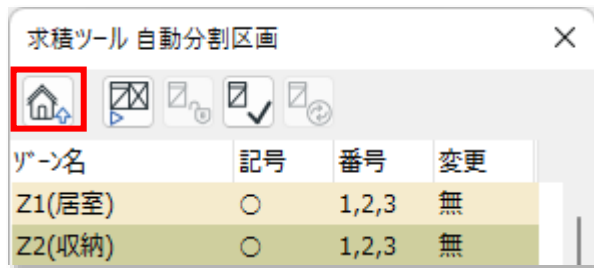 求積ツール 自動分割区画
ゾーン名 記号 番号 変更
Z1(居室) ○ 1,2,3 無
Z2(収納) ○ 1,2,3 無